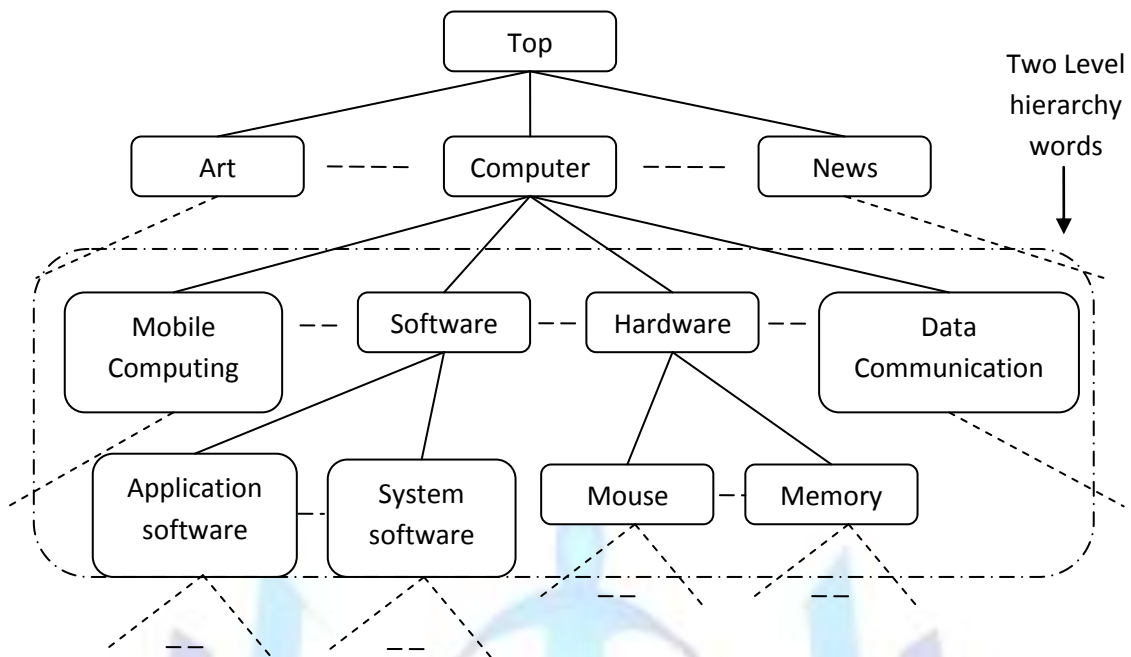 Top
Two Level
hierarchy
words
Art
Computer
News
Mobile
Computing
Software
Hardware
Data
Communication
Application
software
System
software
Mouse
Memory